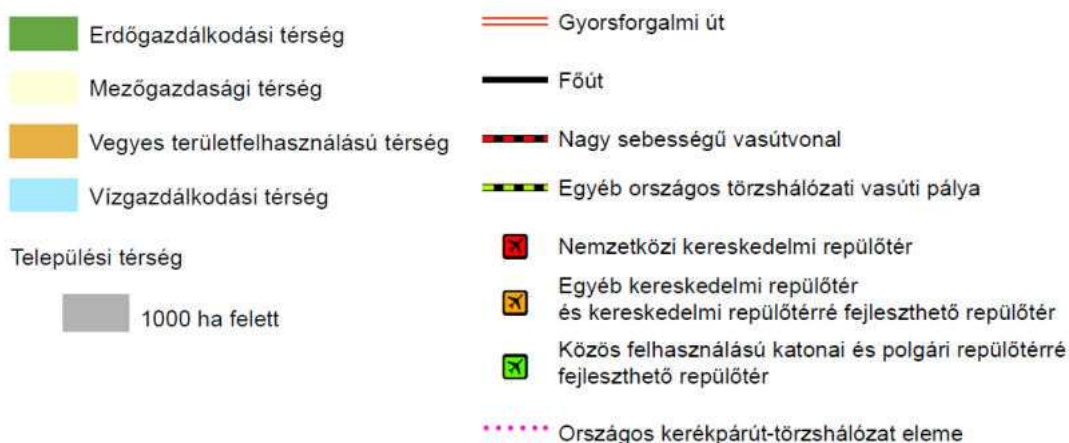 Erdőgazdálkodási térség
Mezőgazdasági térség
Vegyes területfelhasználású térség
Vízgazdálkodási térség
Települési térség
1000 ha felett
Gyorsforgalmi út
Főút
Nagy sebességű vasútvonal
Egyéb országos törzshálózati vasúti pálya
Nemzetközi kereskedelmi repülőtér
Egyéb kereskedelmi repülőtér
és kereskedelmi repülőtérré fejleszthető repülőtér
Közös felhasználású katonai és polgári repülőtérré
fejleszthető repülőtér
Országos kerékpárút-törzshálózat eleme